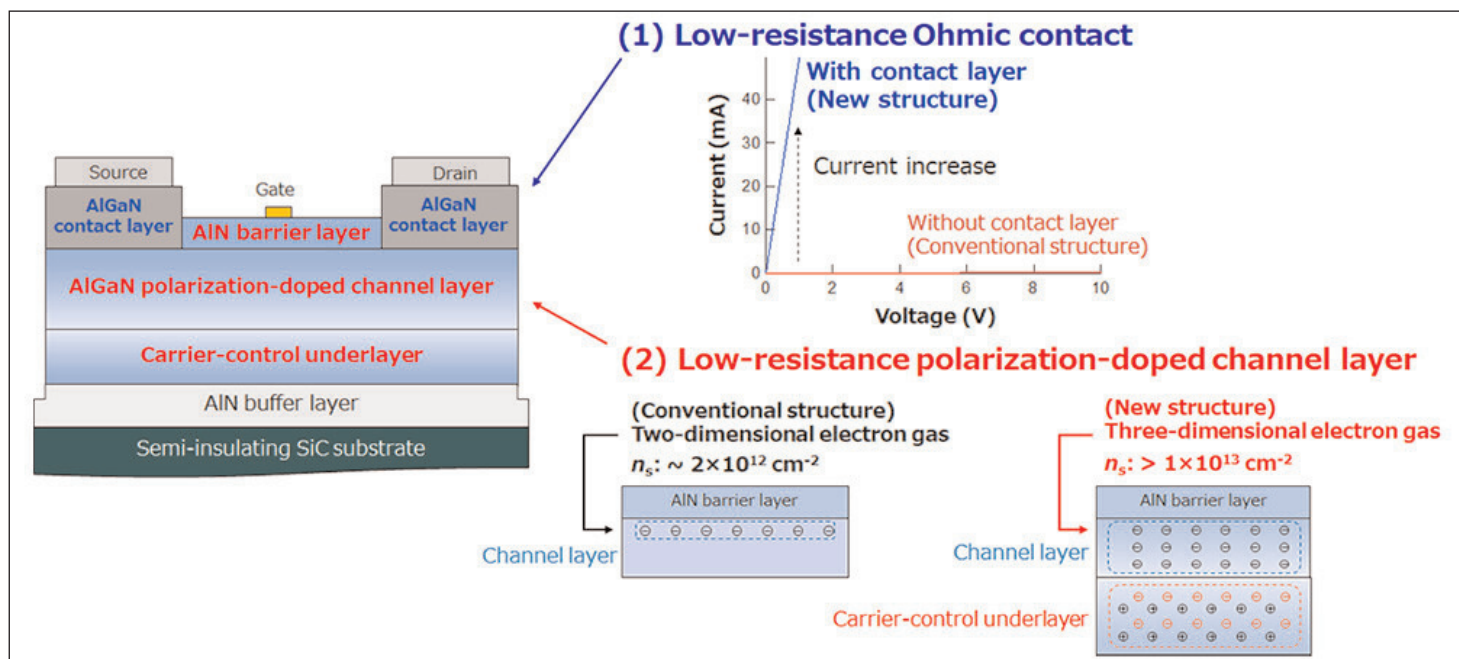 (1) Low-resistance Ohmic contact
Source
Drain
Gate
AlGaN
contact layer
AlN barrier layer
AlGaN
contact layer
AlGaN polarization-doped channel layer
Carrier-control underlayer
AlN buffer layer
Semi-insulating SiC substrate
Current (mA)
40
30
20
10
0
With contact layer
(New structure)
Current increase
Without contact layer
(Conventional structure)
0
2
4
6
8
10
Voltage (V)
(2) Low-resistance polarization-doped channel layer
(Conventional structure)
Two-dimensional electron gas
nₛ: ~ 2×10¹² cm⁻²
AlN barrier layer
Channel layer
(New structure)
Three-dimensional electron gas
nₛ: > 1×10¹³ cm⁻²
AlN barrier layer
Channel layer
Carrier-control underlayer